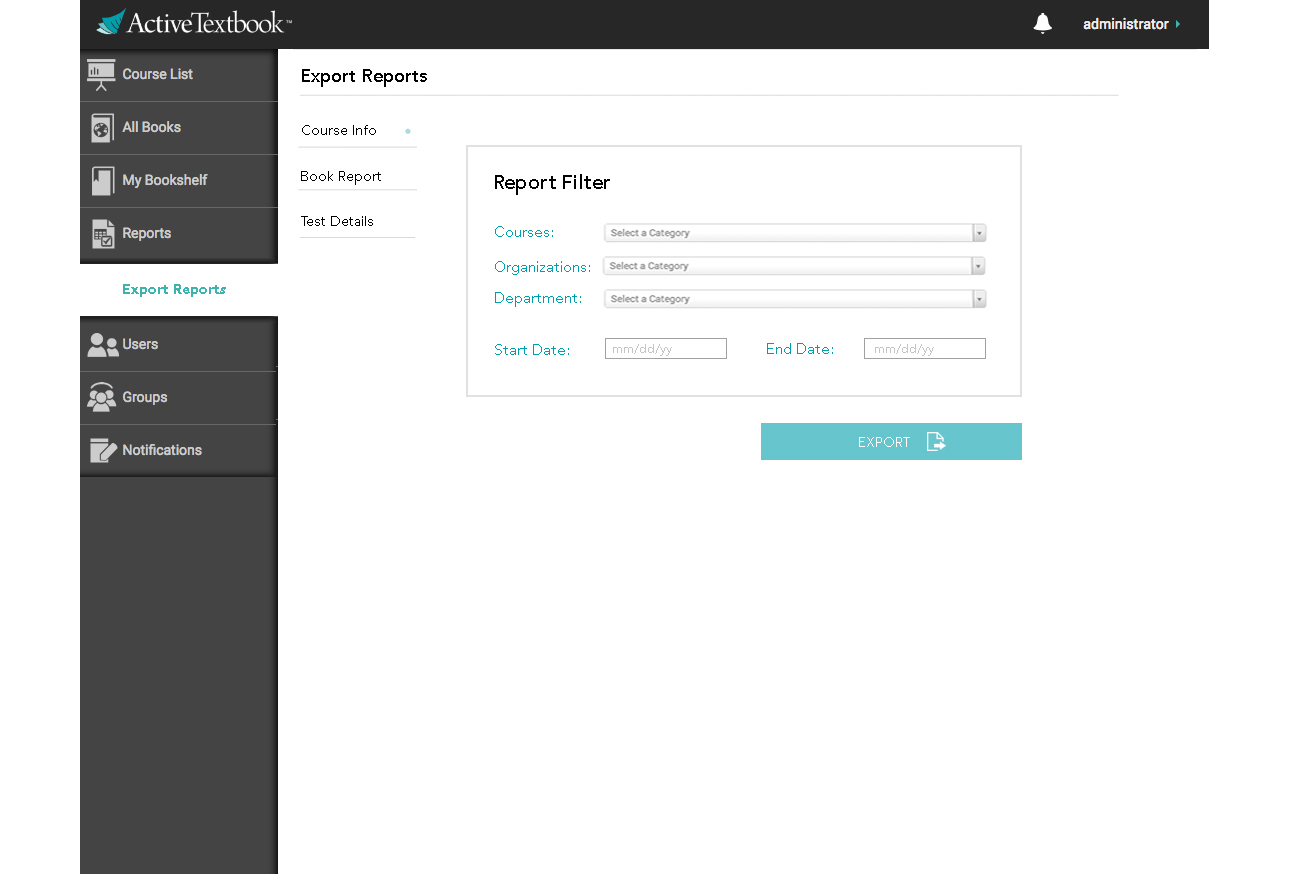 ActiveTextbook™
administrator
Course List
All Books
My Bookshelf
Reports
Export Reports
Users
Groups
Notifications
Export Reports
Course Info
Book Report
Test Details
Report Filter
Courses: Select a Category
Organizations: Select a Category
Department: Select a Category
Start Date: mm/dd/yy End Date: mm/dd/yy
EXPORT